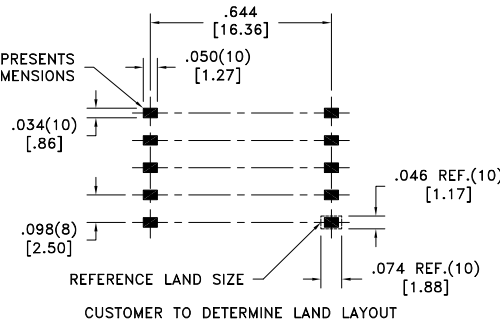 .644
[16.36]
PRESENTS
MENSIONS
.050(10)
[1.27]
.034(10)
[.86]
.046 REF.(10)
[1.17]
.098(8)
[2.50]
REFERENCE LAND SIZE
.074 REF.(10)
[1.88]
CUSTOMER TO DETERMINE LAND LAYOUT